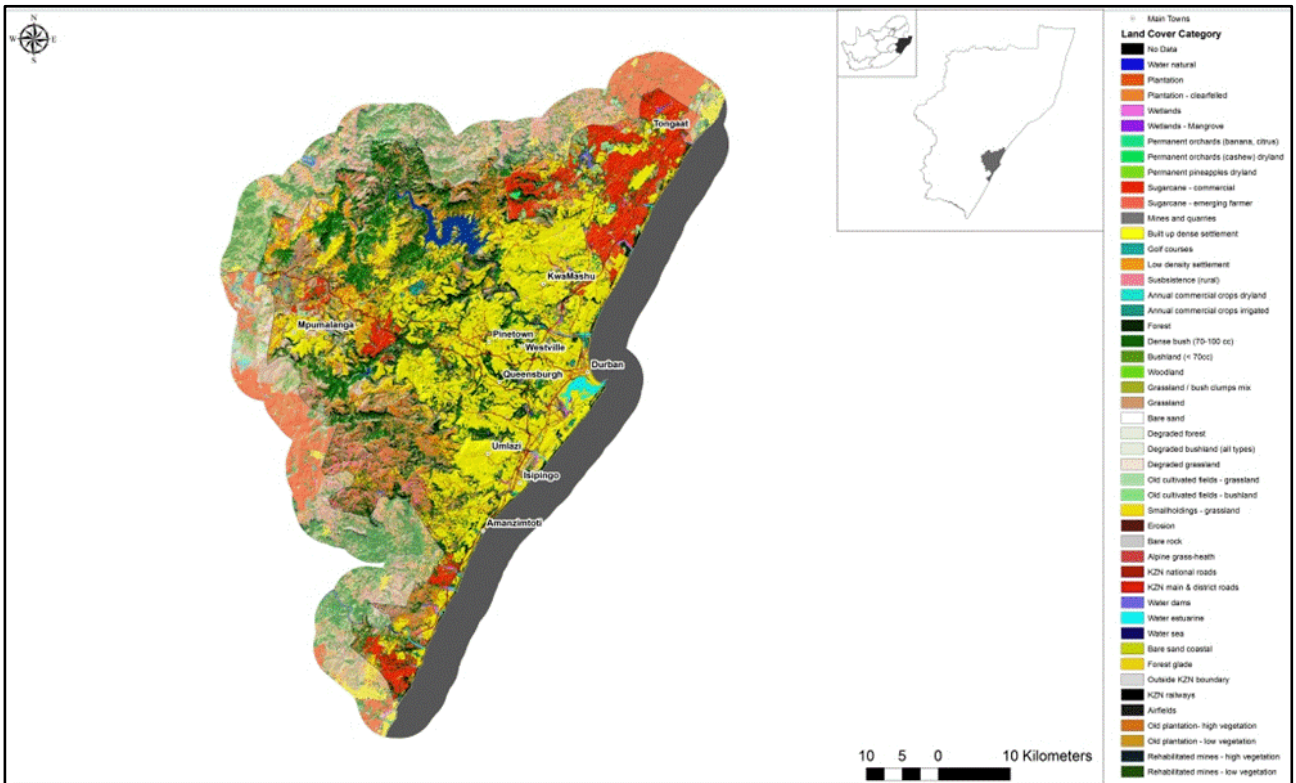 N
W E
S
Tongaat
KwaMashu
Mpumalanga
Pinetown
Westville
Durban
Queensburgh
Umlazi
Isipingo
Amanzimtoti
10 5 0 10 Kilometers
Main Towns
Land Cover Category
No Data
Water natural
Plantation
Plantation - clearfelled
Wetlands
Wetlands - Mangrove
Permanent orchards (banana, citrus)
Permanent orchards (cashew) dryland
Permanent pineapples dryland
Sugarcane - commercial
Sugarcane - emerging farmer
Mines and quarries
Built up dense settlement
Golf courses
Low density settlement
Susbsistence (rural)
Annual commercial crops dryland
Annual commercial crops irrigated
Forest
Dense bush (70-100 cc)
Bushland (< 70cc)
Woodland
Grassland / bush clumps mix
Grassland
Bare sand
Degraded forest
Degraded bushland (all types)
Degraded grassland
Old cultivated fields - grassland
Old cultivated fields - bushland
Smallholdings - grassland
Erosion
Bare rock
Alpine grass-heath
KZN national roads
KZN main & district roads
Water dams
Water estuarine
Water sea
Bare sand coastal
Forest glade
Outside KZN boundary
KZN railways
Airfields
Old plantation- high vegetation
Old plantation - low vegetation
Rehabilitated mines - high vegetation
Rehabilitated mines - low vegetation